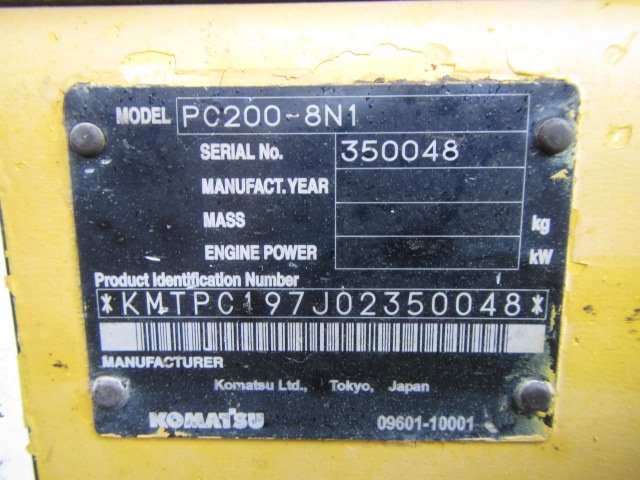 MODEL PC200-8N1
SERIAL No. 350048
MANUFACT.YEAR
MASS kg
ENGINE POWER kW
Product Identification Number
*KMTPC197J02350048*
MANUFACTURER
Komatsu Ltd., Tokyo, Japan
KOMATSU 09601-10001